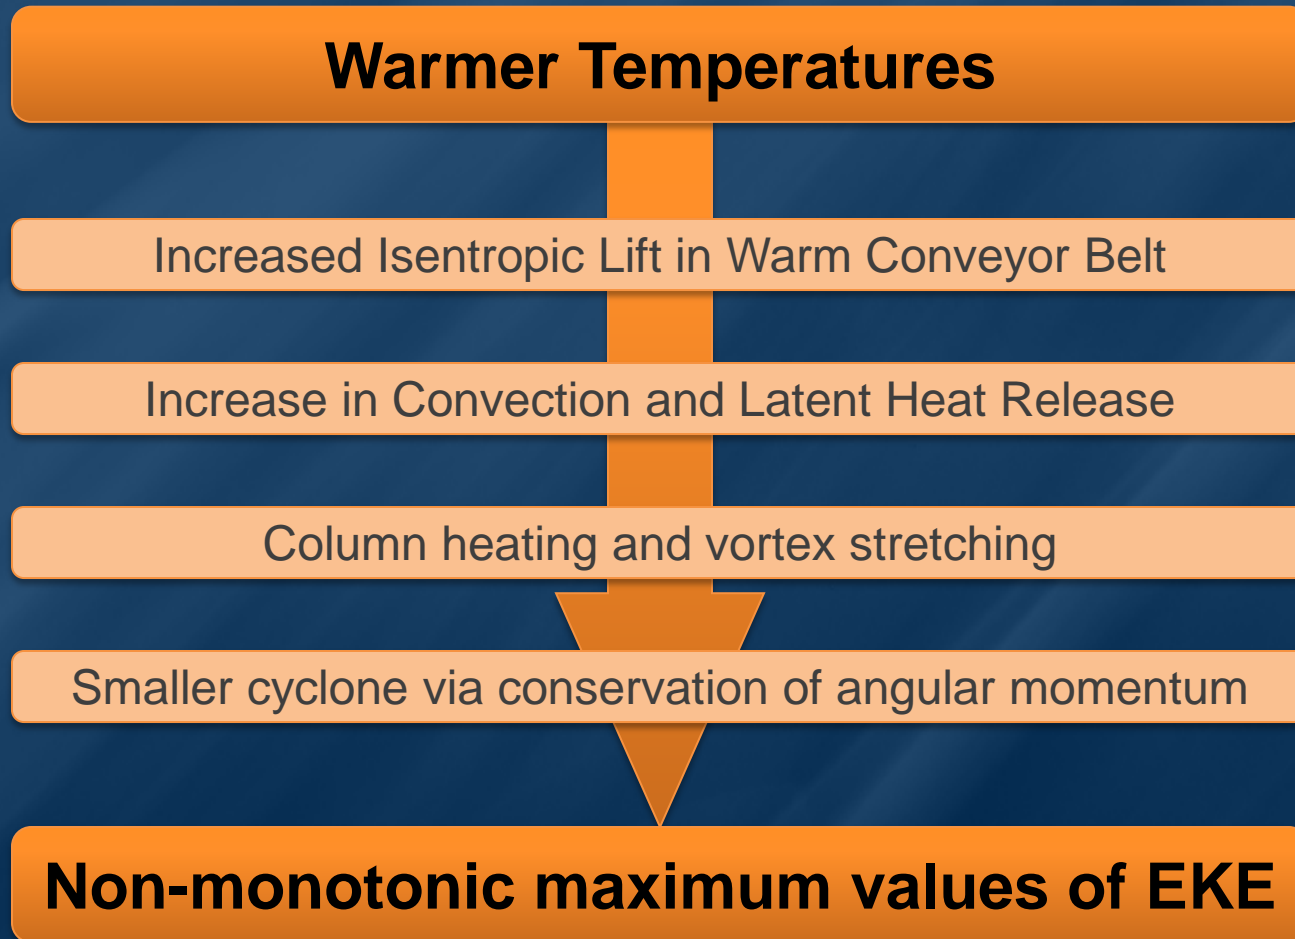 Warmer Temperatures
Increased Isentropic Lift in Warm Conveyor Belt
Increase in Convection and Latent Heat Release
Column heating and vortex stretching
Smaller cyclone via conservation of angular momentum
Non-monotonic maximum values of EKE